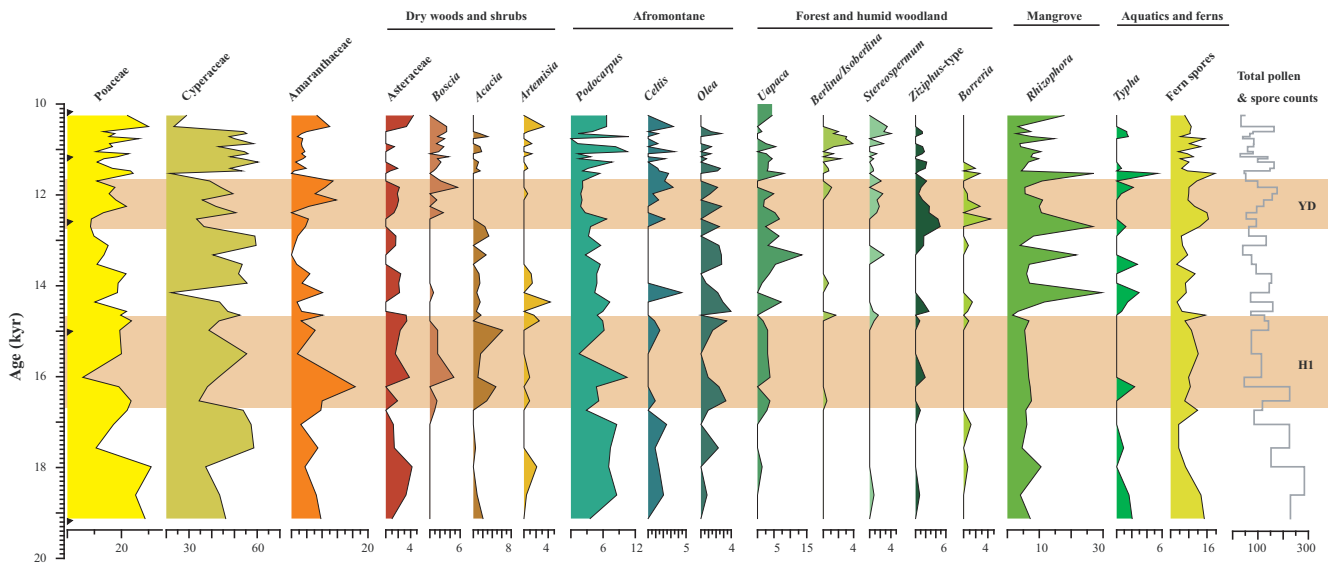 Dry woods and shrubs
Afromontane
Forest and humid woodland
Mangrove
Aquatics and ferns
Poaceae
Cyperaceae
Amaranthaceae
Asteraceae
Boscia
Acacia
Artemisia
Podocarpus
Celtis
Olea
Uapaca
Berlina/Isoberlina
Stereospermum
Ziziphus-type
Borreria
Rhizophora
Typha
Fern spores
Total pollen
& spore counts
Age (kyr)
10
12
14
16
18
20
YD
H1
20
30 60
20
4
6
8
4
6 12
5
4
5 15
4
4
6
4
10 30
6
16
100 300